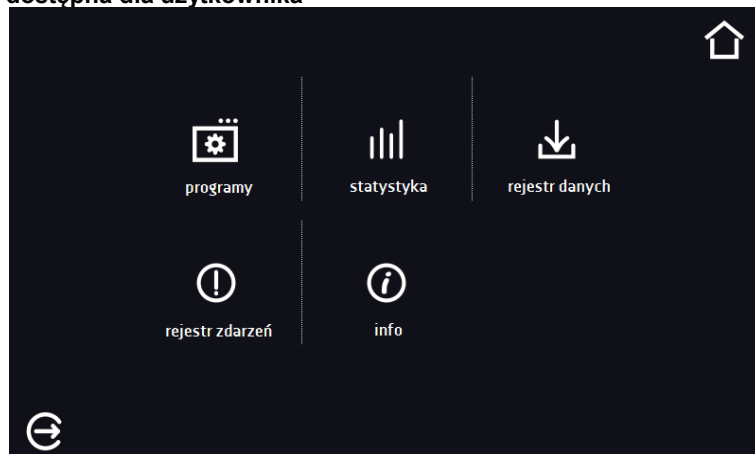 dostępna dla użytkownika
programy
statystyka
rejestr danych
rejestr zdarzeń
info